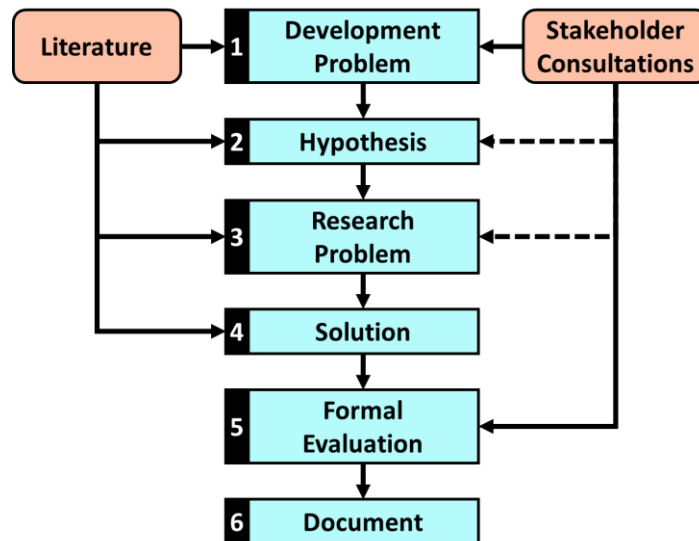 Literature
1
Development
Problem
Stakeholder
Consultations
2
Hypothesis
3
Research
Problem
4
Solution
5
Formal
Evaluation
6
Document